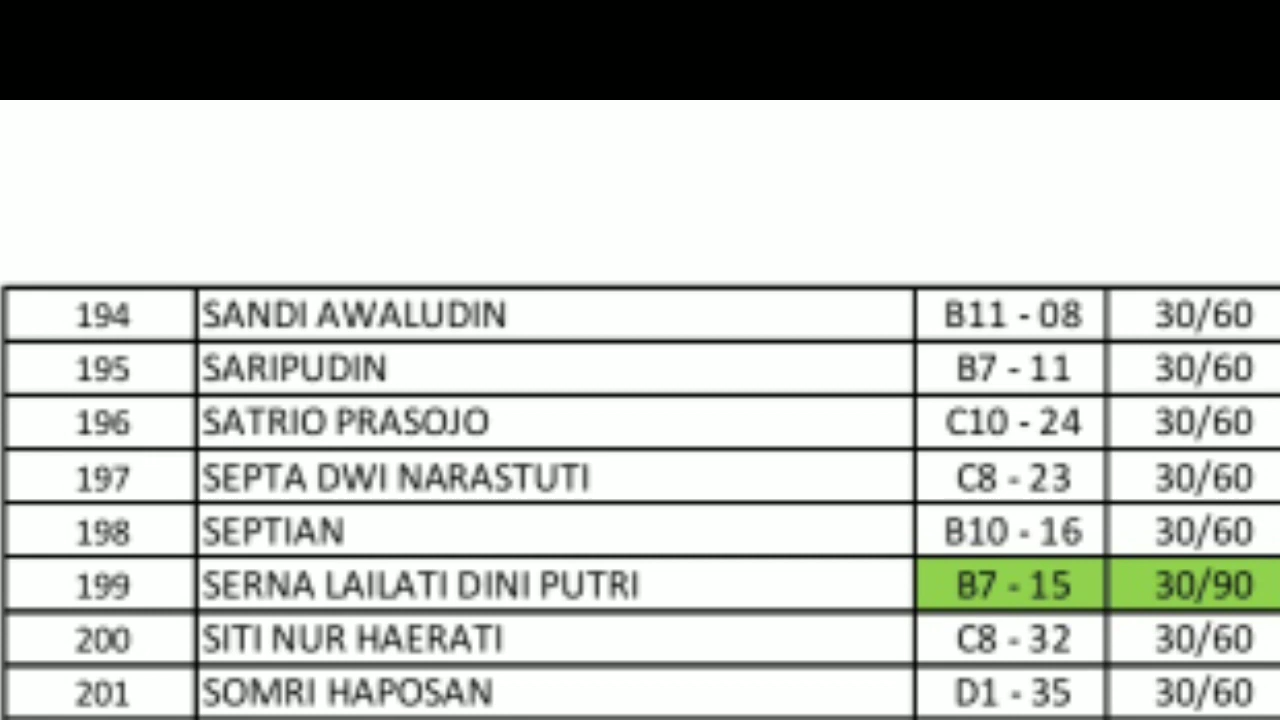 194 SANDI AWALUDIN B11 - 08 30/60
195 SARIPUDIN B7 - 11 30/60
196 SATRIO PRASOJO C10 - 24 30/60
197 SEPTA DWI NARASTUTI C8 - 23 30/60
198 SEPTIAN B10 - 16 30/60
199 SERNA LAILATI DINI PUTRI B7 - 15 30/90
200 SITI NUR HAERATI C8 - 32 30/60
201 SOMRI HAPOSAN D1 - 35 30/60